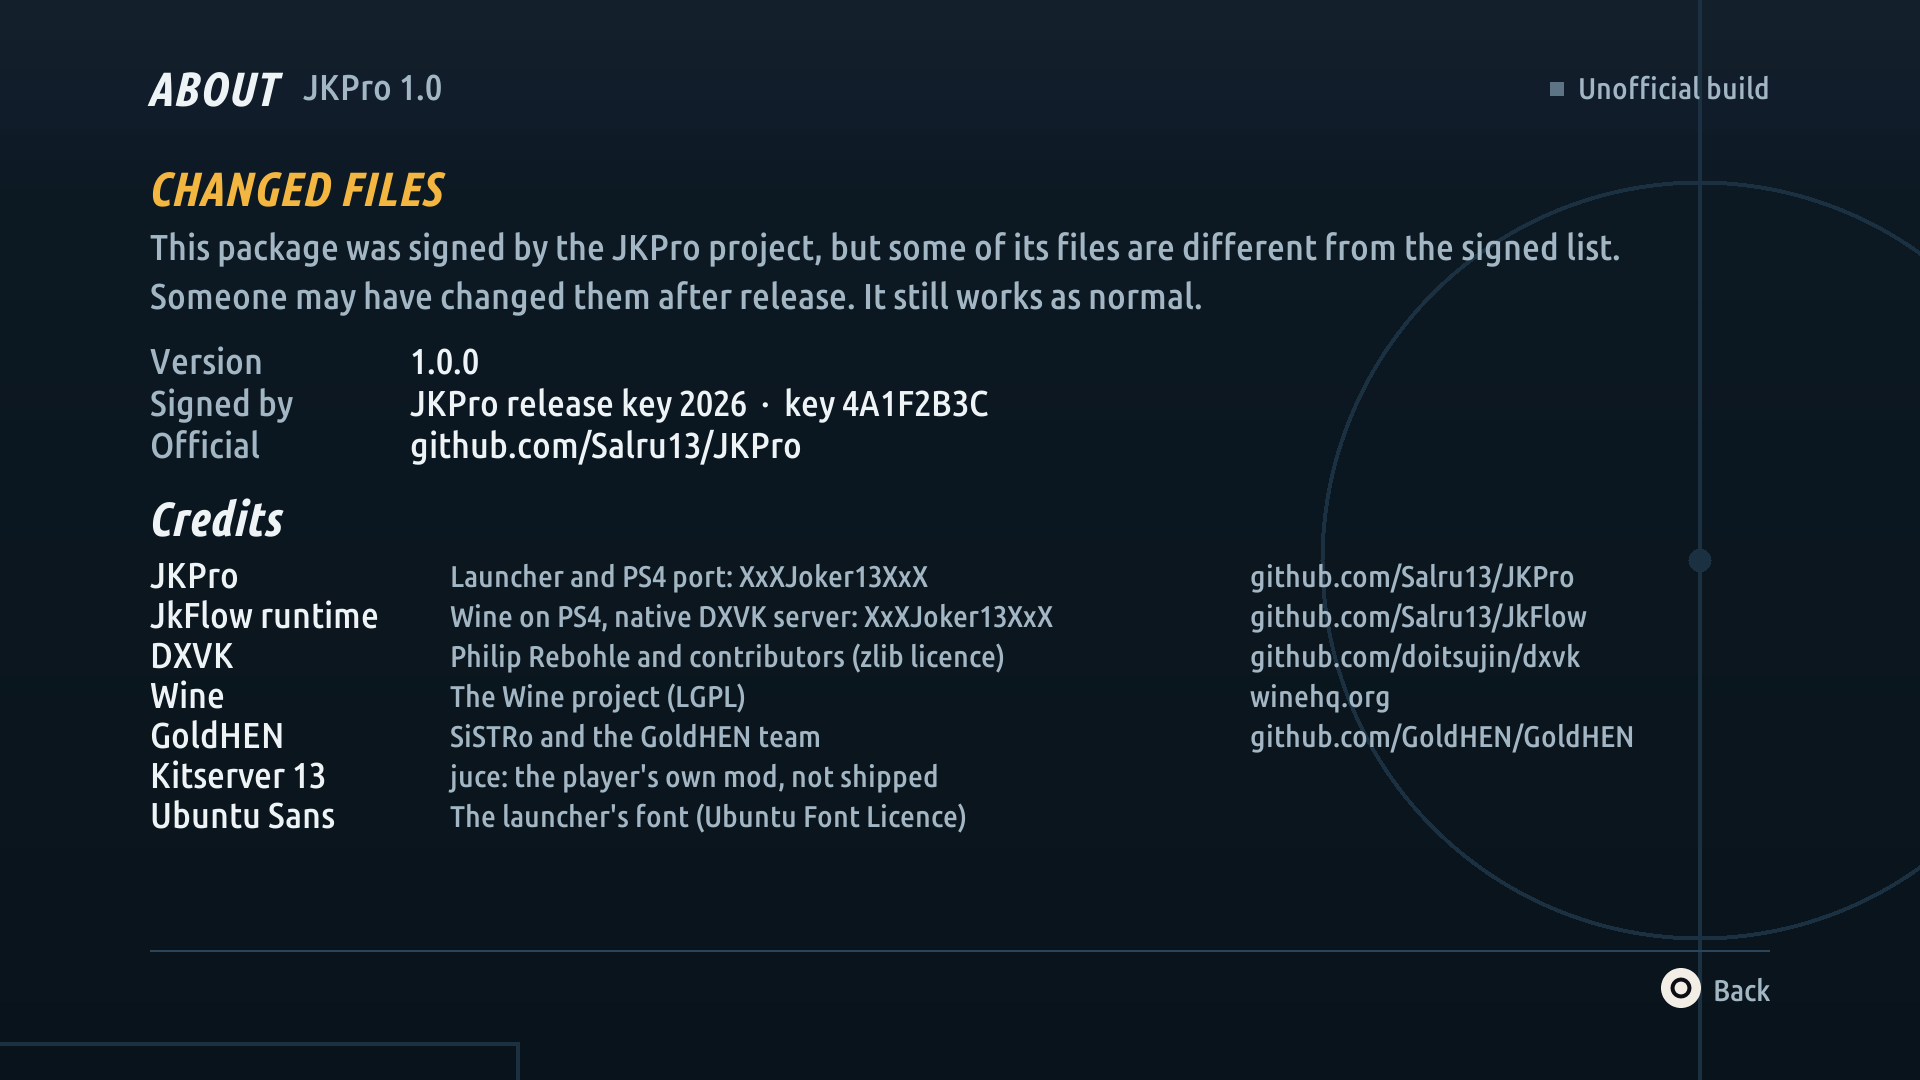 ABOUT JKPro 1.0
Unofficial build
CHANGED FILES
This package was signed by the JKPro project, but some of its files are different from the signed list.
Someone may have changed them after release. It still works as normal.
Version 1.0.0
Signed by JKPro release key 2026 · key 4A1F2B3C
Official github.com/Salru13/JKPro
Credits
JKPro Launcher and PS4 port: XxXJoker13XxX github.com/Salru13/JKPro
JkFlow runtime Wine on PS4, native DXVK server: XxXJoker13XxX github.com/Salru13/JkFlow
DXVK Philip Rebohle and contributors (zlib licence) github.com/doitsujin/dxvk
Wine The Wine project (LGPL) winehq.org
GoldHEN SiSTRo and the GoldHEN team github.com/GoldHEN/GoldHEN
Kitserver 13 juce: the player's own mod, not shipped
Ubuntu Sans The launcher's font (Ubuntu Font Licence)
Back